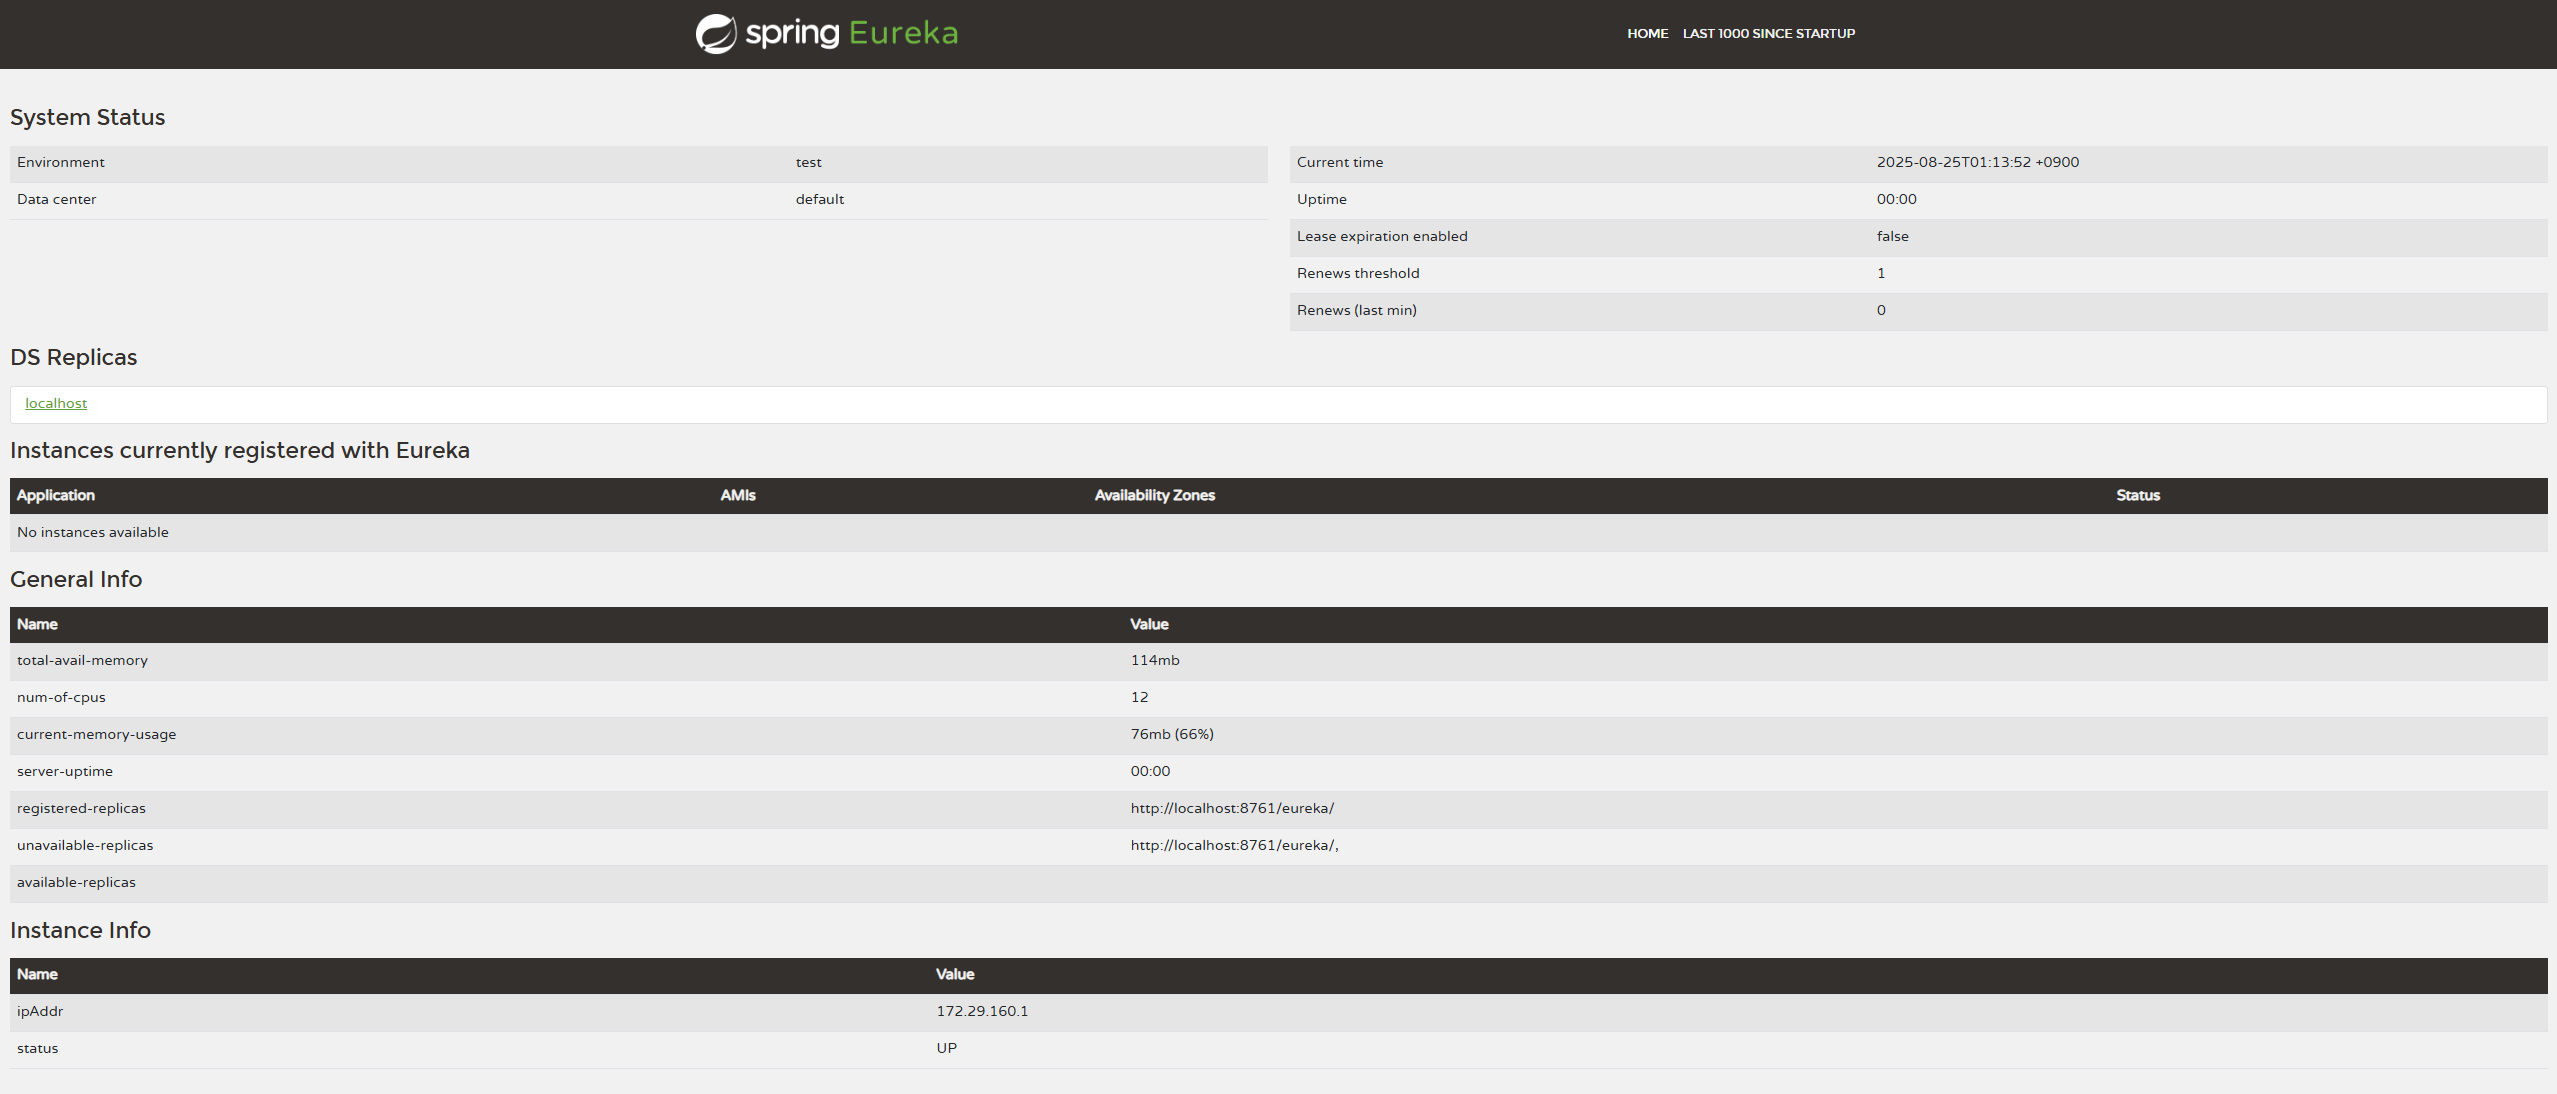 spring Eureka
HOME LAST 1000 SINCE STARTUP
System Status
Environment test
Data center default
Current time 2025-08-25T01:13:52 +0900
Uptime 00:00
Lease expiration enabled false
Renews threshold 1
Renews (last min) 0
DS Replicas
localhost
Instances currently registered with Eureka
Application AMIs Availability Zones Status
No instances available
General Info
Name Value
total-avail-memory 114mb
num-of-cpus 12
current-memory-usage 76mb (66%)
server-uptime 00:00
registered-replicas http://localhost:8761/eureka/
unavailable-replicas http://localhost:8761/eureka/,
available-replicas
Instance Info
Name Value
ipAddr 172.29.160.1
status UP